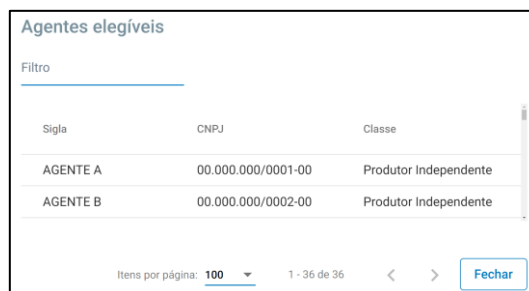 Agentes elegíveis
Filtro
Sigla CNPJ Classe
AGENTE A 00.000.000/0001-00 Produtor Independente
AGENTE B 00.000.000/0002-00 Produtor Independente
Itens por página: 100 1 - 36 de 36 Fechar